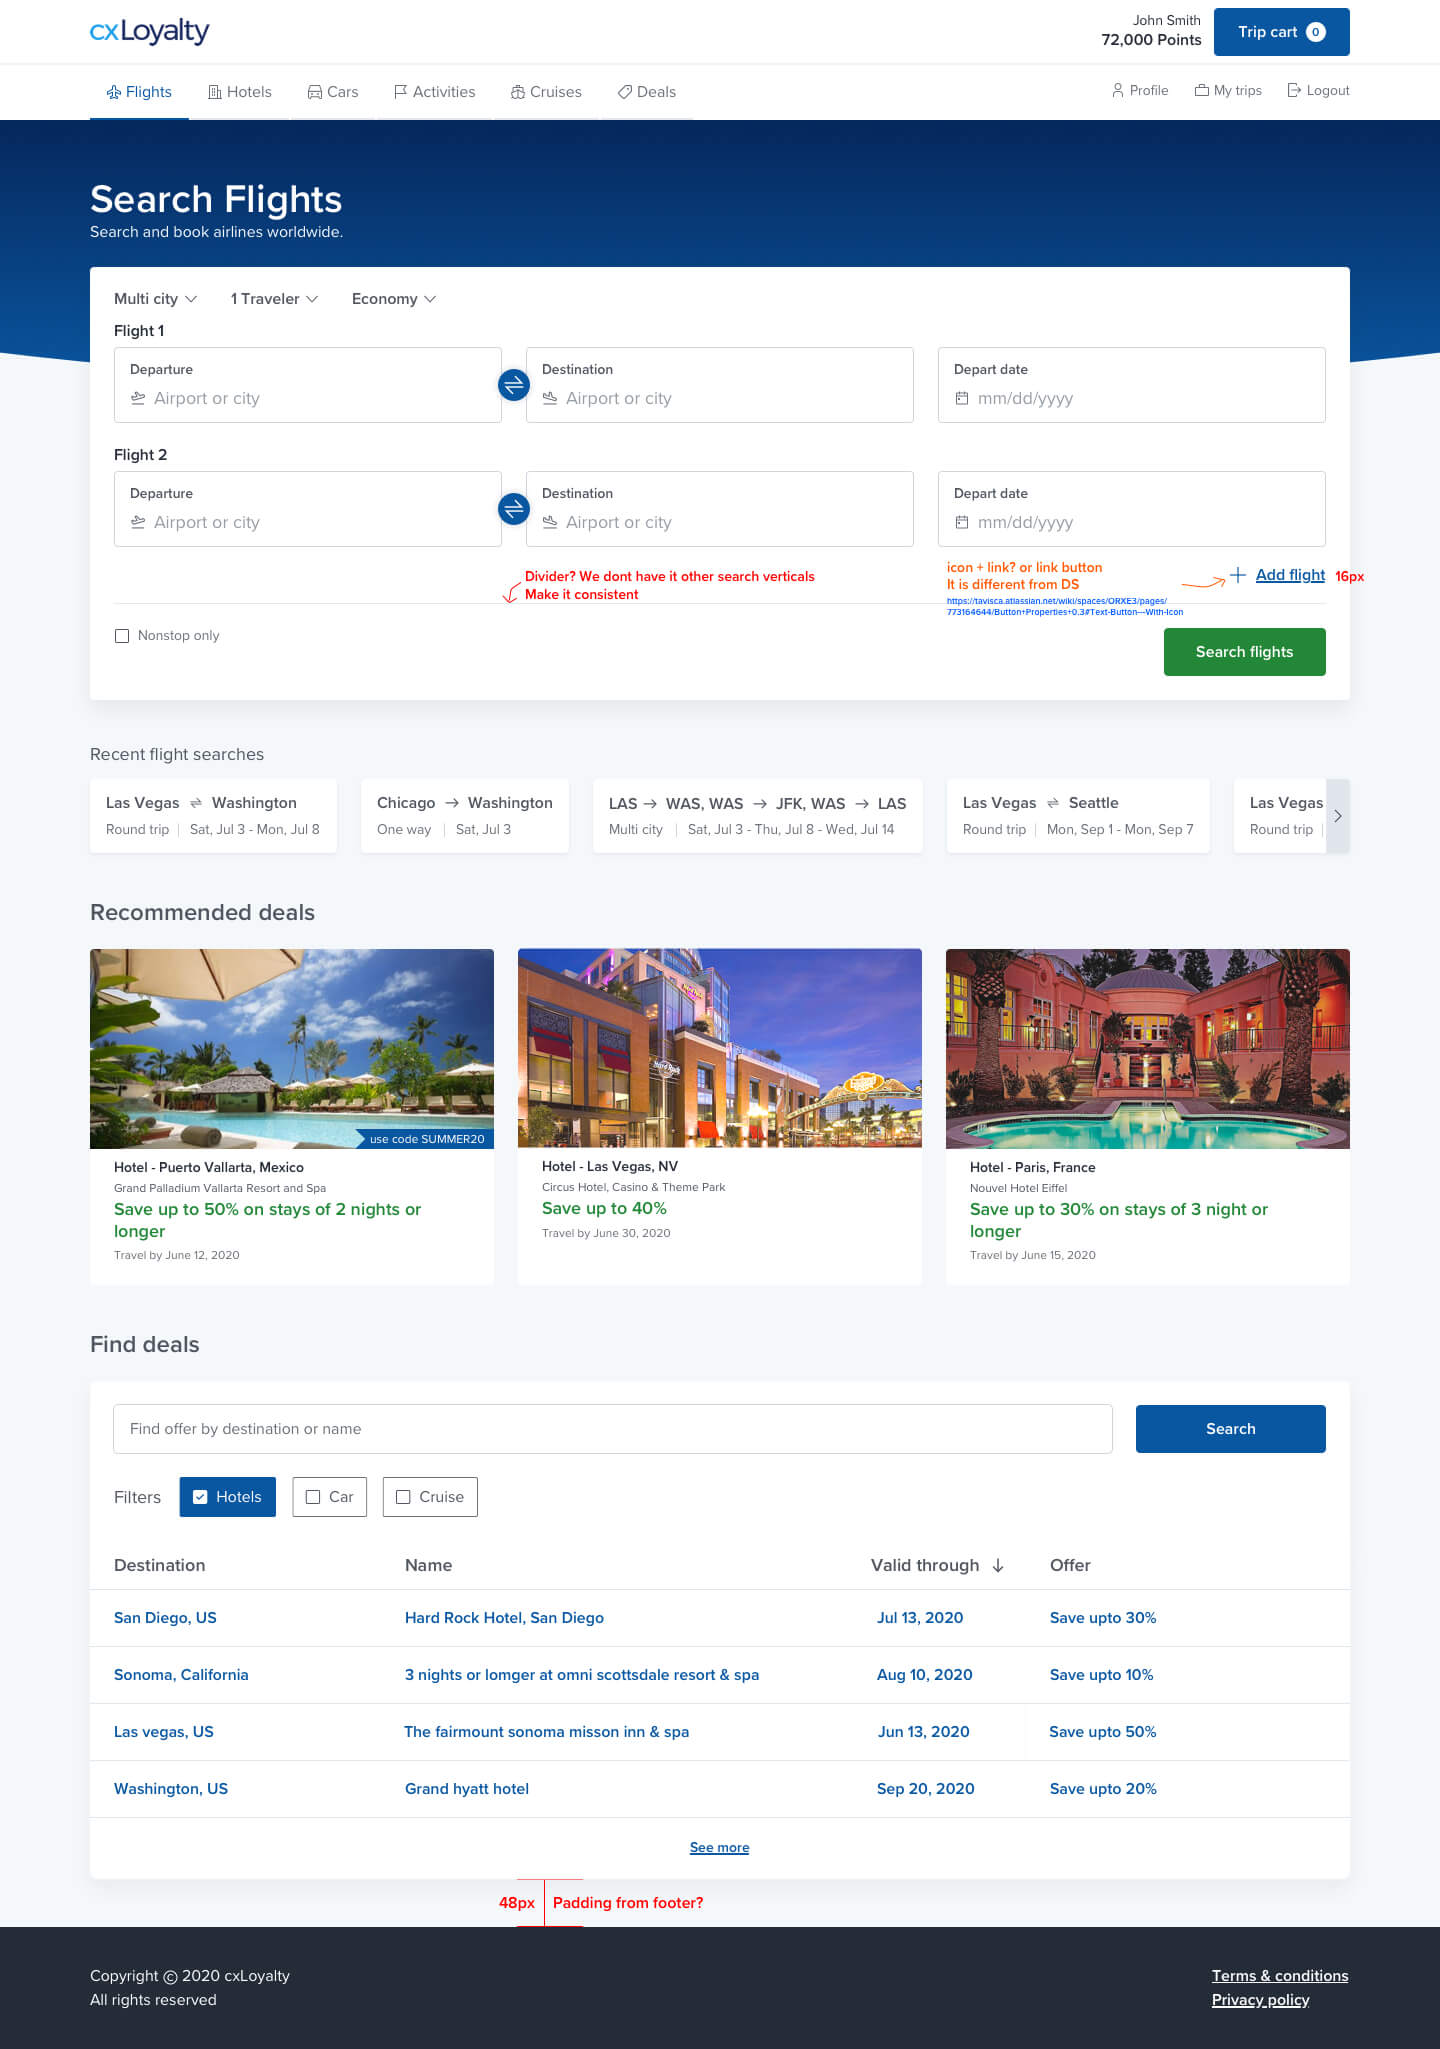 cxLoyalty
John Smith
72,000 Points
Trip cart 0
Flights
Hotels
Cars
Activities
Cruises
Deals
Profile
My trips
Logout
Search Flights
Search and book airlines worldwide.
Multi city
1 Traveler
Economy
Flight 1
Departure
Airport or city
Destination
Airport or city
Depart date
mm/dd/yyyy
Flight 2
Departure
Airport or city
Destination
Airport or city
Depart date
mm/dd/yyyy
Divider? We dont have it other search verticals
Make it consistent
icon + link? or link button
It is different from DS
https://tavisca.atlassian.net/wiki/spaces/ORXE3/pages/
773164644/Button+Properties+0.3#Text-Button---With-Icon
Add flight
16px
Nonstop only
Search flights
Recent flight searches
Las Vegas ⇌ Washington
Round trip | Sat, Jul 3 - Mon, Jul 8
Chicago → Washington
One way | Sat, Jul 3
LAS → WAS, WAS → JFK, WAS → LAS
Multi city | Sat, Jul 3 - Thu, Jul 8 - Wed, Jul 14
Las Vegas ⇌ Seattle
Round trip | Mon, Sep 1 - Mon, Sep 7
Las Vegas
Round trip |
Recommended deals
use code SUMMER20
Hotel - Puerto Vallarta, Mexico
Grand Palladium Vallarta Resort and Spa
Save up to 50% on stays of 2 nights or
longer
Travel by June 12, 2020
Hard Rock
Hotel - Las Vegas, NV
Circus Hotel, Casino & Theme Park
Save up to 40%
Travel by June 30, 2020
Hotel - Paris, France
Nouvel Hotel Eiffel
Save up to 30% on stays of 3 night or
longer
Travel by June 15, 2020
Find deals
Find offer by destination or name
Search
Filters
Hotels
Car
Cruise
Destination Name Valid through ↓ Offer
San Diego, US Hard Rock Hotel, San Diego Jul 13, 2020 Save upto 30%
Sonoma, California 3 nights or lomger at omni scottsdale resort & spa Aug 10, 2020 Save upto 10%
Las vegas, US The fairmount sonoma misson inn & spa Jun 13, 2020 Save upto 50%
Washington, US Grand hyatt hotel Sep 20, 2020 Save upto 20%
See more
48px Padding from footer?
Copyright © 2020 cxLoyalty
All rights reserved
Terms & conditions
Privacy policy